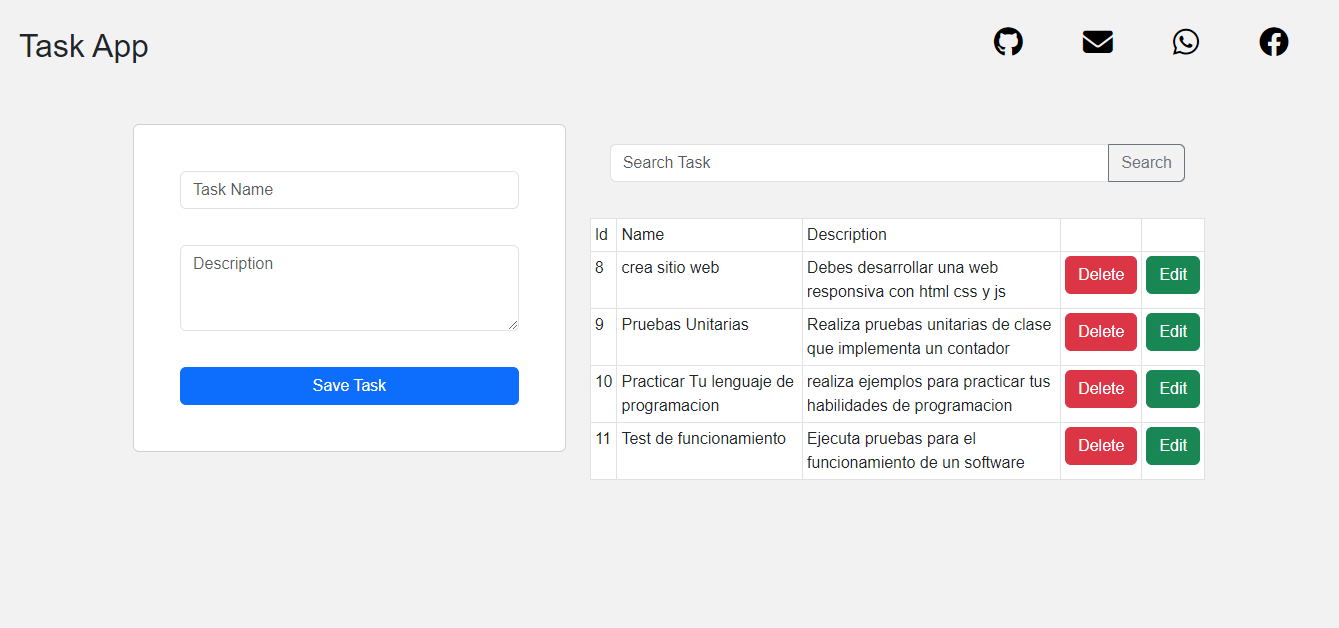 Task App
Task Name
Description
Save Task
Search Task
Search
Id Name Description
8 crea sitio web Debes desarrollar una web
responsiva con html css y js Delete Edit
9 Pruebas Unitarias Realiza pruebas unitarias de clase
que implementa un contador Delete Edit
10 Practicar Tu lenguaje de realiza ejemplos para practicar tus
programacion habilidades de programacion Delete Edit
11 Test de funcionamiento Ejecuta pruebas para el
funcionamiento de un software Delete Edit